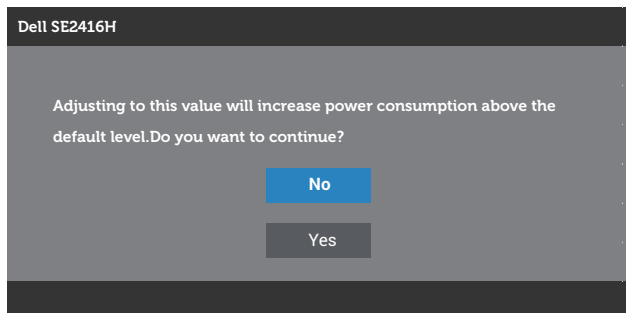 Dell SE2416H
Adjusting to this value will increase power consumption above the
default level.Do you want to continue?
No
Yes